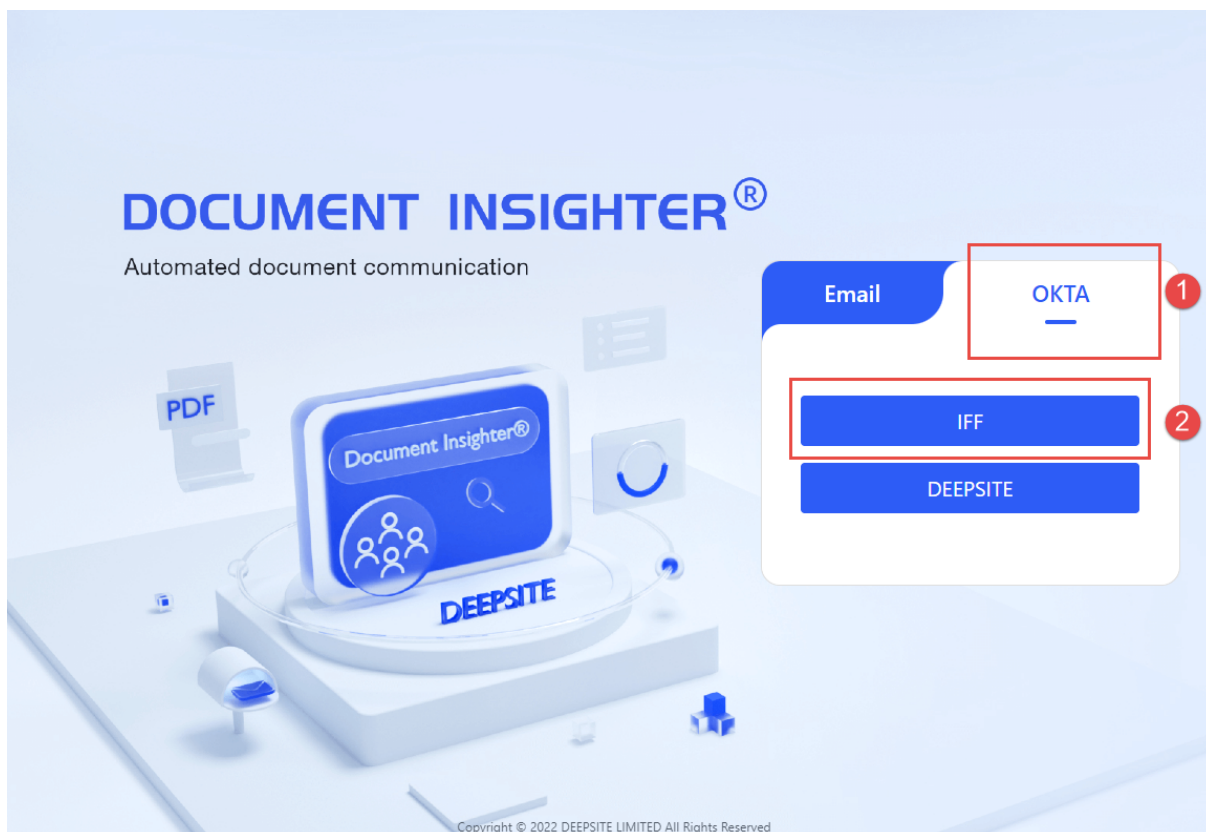 DOCUMENT INSIGHTER®
Automated document communication
Email
OKTA
1
IFF
2
DEEPSITE
PDF
Document Insighter®
DEEPSITE
Copyright © 2022 DEEPSITE LIMITED All Rights Reserved